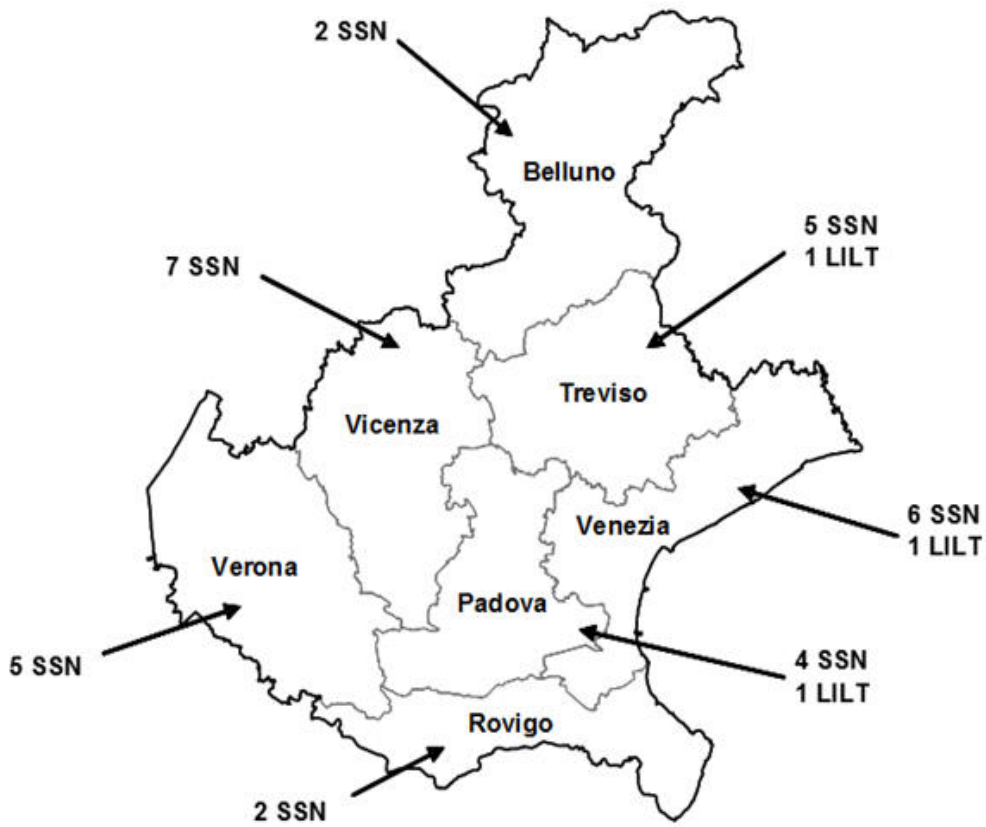 2 SSN
Belluno
5 SSN
1 LILT
7 SSN
Treviso
Vicenza
6 SSN
1 LILT
Venezia
Verona
Padova
5 SSN
4 SSN
1 LILT
Rovigo
2 SSN